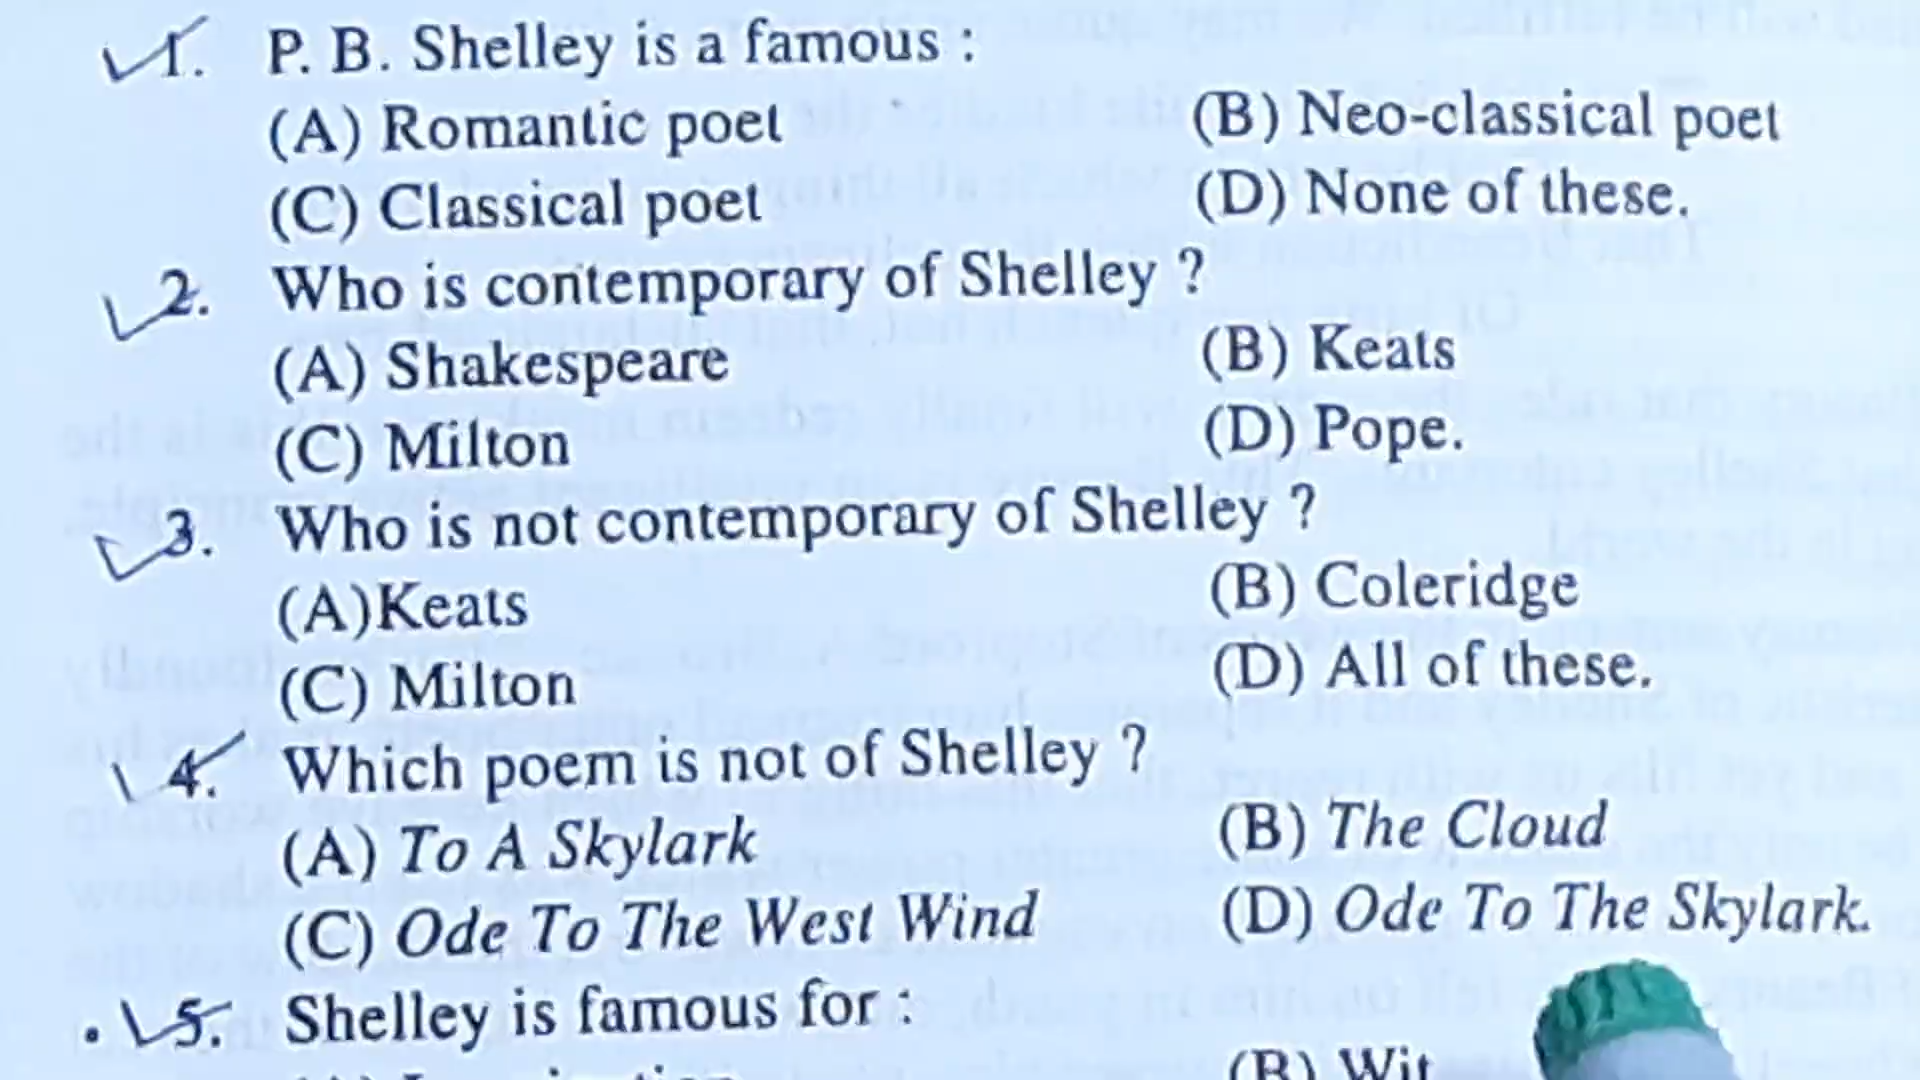 1. P. B. Shelley is a famous :
(A) Romantic poet (B) Neo-classical poet
(C) Classical poet (D) None of these.
2. Who is contemporary of Shelley ?
(A) Shakespeare (B) Keats
(C) Milton (D) Pope.
3. Who is not contemporary of Shelley ?
(A)Keats (B) Coleridge
(C) Milton (D) All of these.
4. Which poem is not of Shelley ?
(A) To A Skylark (B) The Cloud
(C) Ode To The West Wind (D) Ode To The Skylark.
5. Shelley is famous for :
(B) Wit